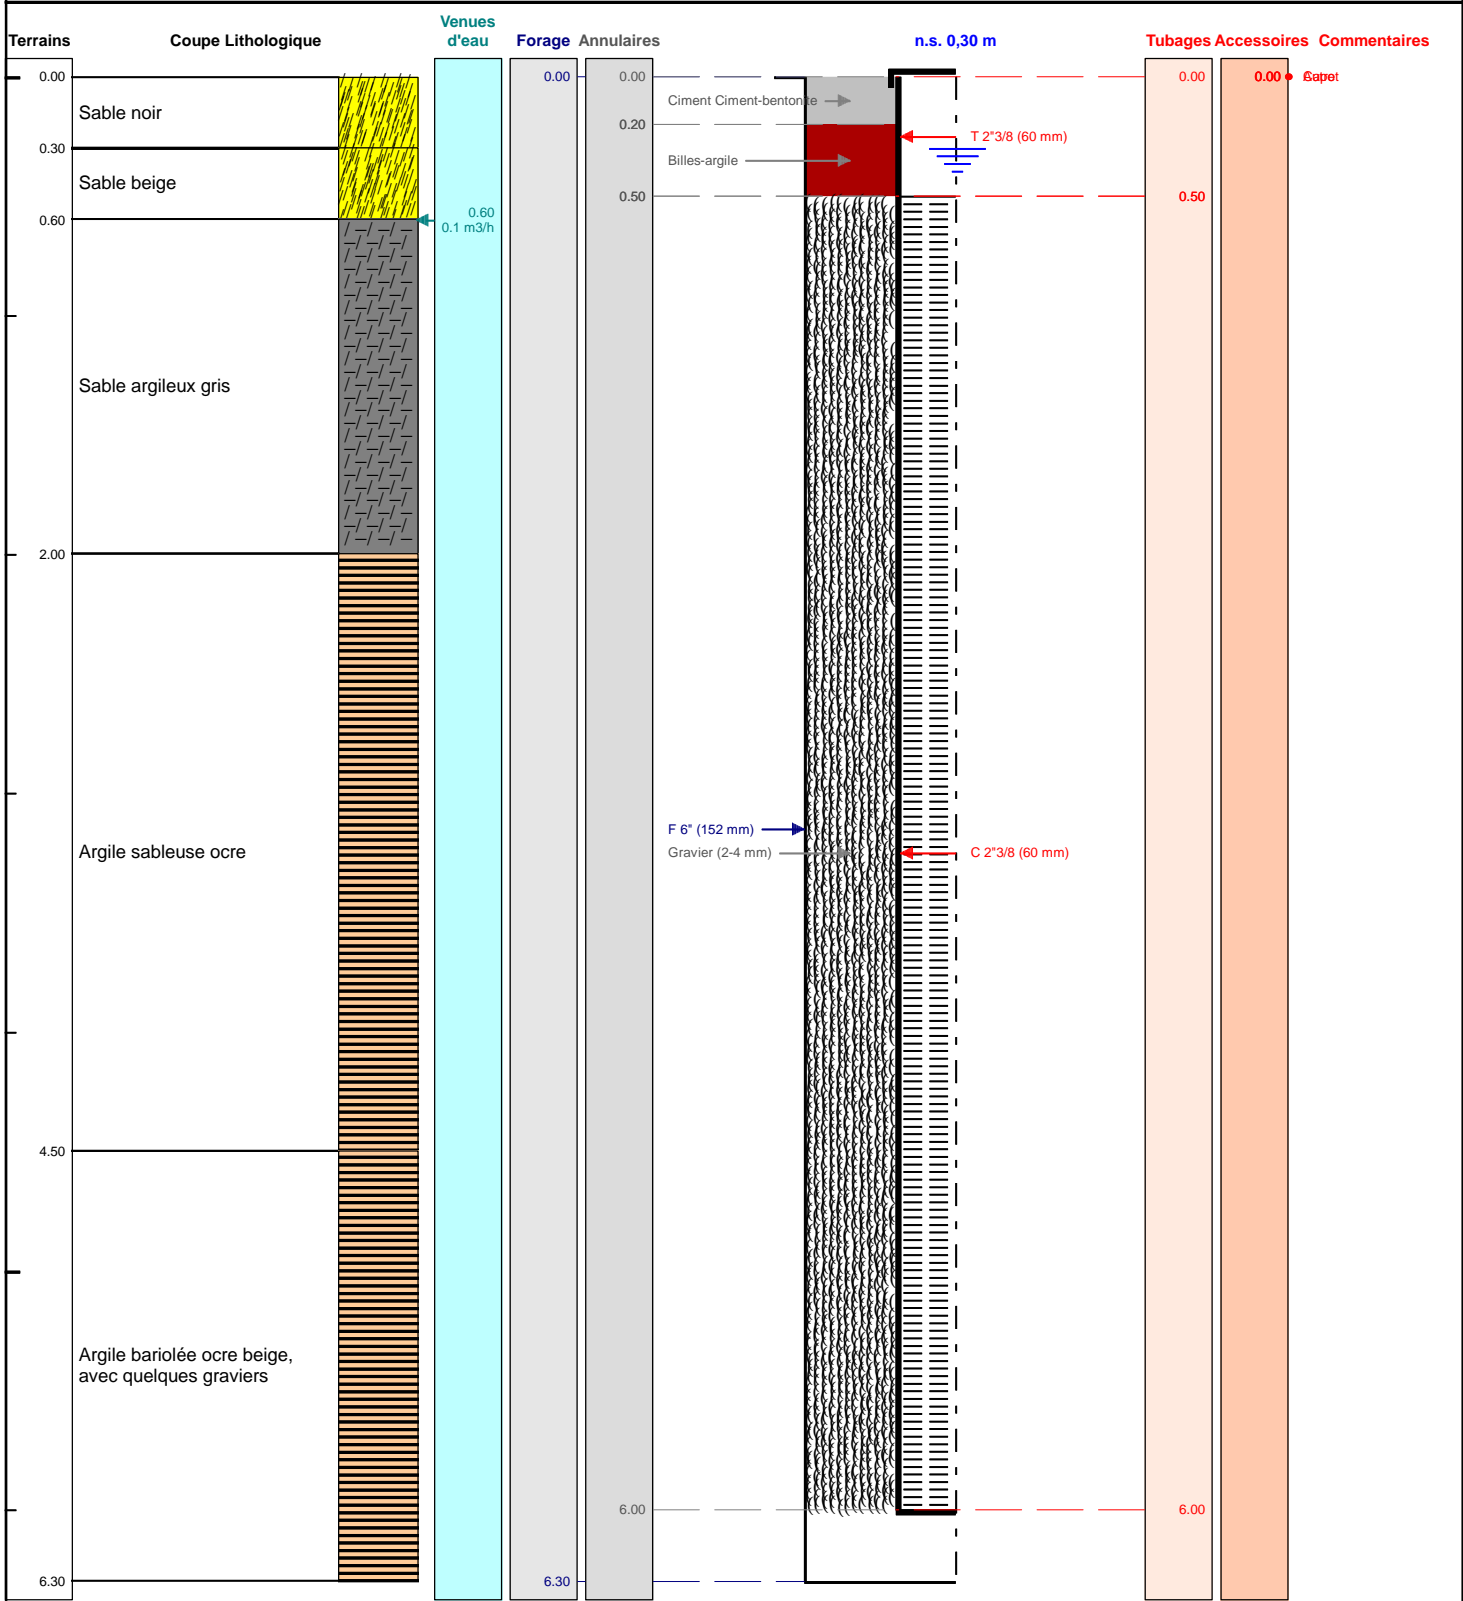 Terrains
Coupe Lithologique
Venues
d'eau
Forage
Annulaires
n.s. 0,30 m
Tubages
Accessoires
Commentaires
0.00
0.00
0.00
0.00
0.00
Capot
Sable noir
Ciment Ciment-bentonite
0.20
T 2"3/8 (60 mm)
0.30
Billes-argile
Sable beige
0.50
0.50
0.60
0.60
0.1 m3/h
Sable argileux gris
2.00
F 6" (152 mm)
Argile sableuse ocre
Gravier (2-4 mm)
C 2"3/8 (60 mm)
4.50
Argile bariolée ocre beige,
avec quelques graviers
6.00
6.00
6.30
6.30